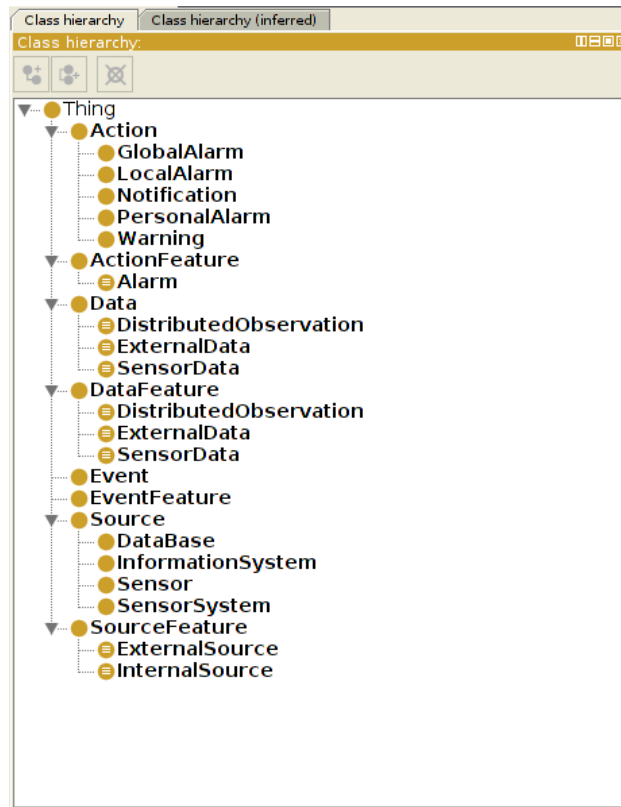 Class hierarchy Class hierarchy (inferred)
Class hierarchy:
Thing
Action
GlobalAlarm
LocalAlarm
Notification
PersonalAlarm
Warning
ActionFeature
Alarm
Data
DistributedObservation
ExternalData
SensorData
DataFeature
DistributedObservation
ExternalData
SensorData
Event
EventFeature
Source
DataBase
InformationSystem
Sensor
SensorSystem
SourceFeature
ExternalSource
InternalSource